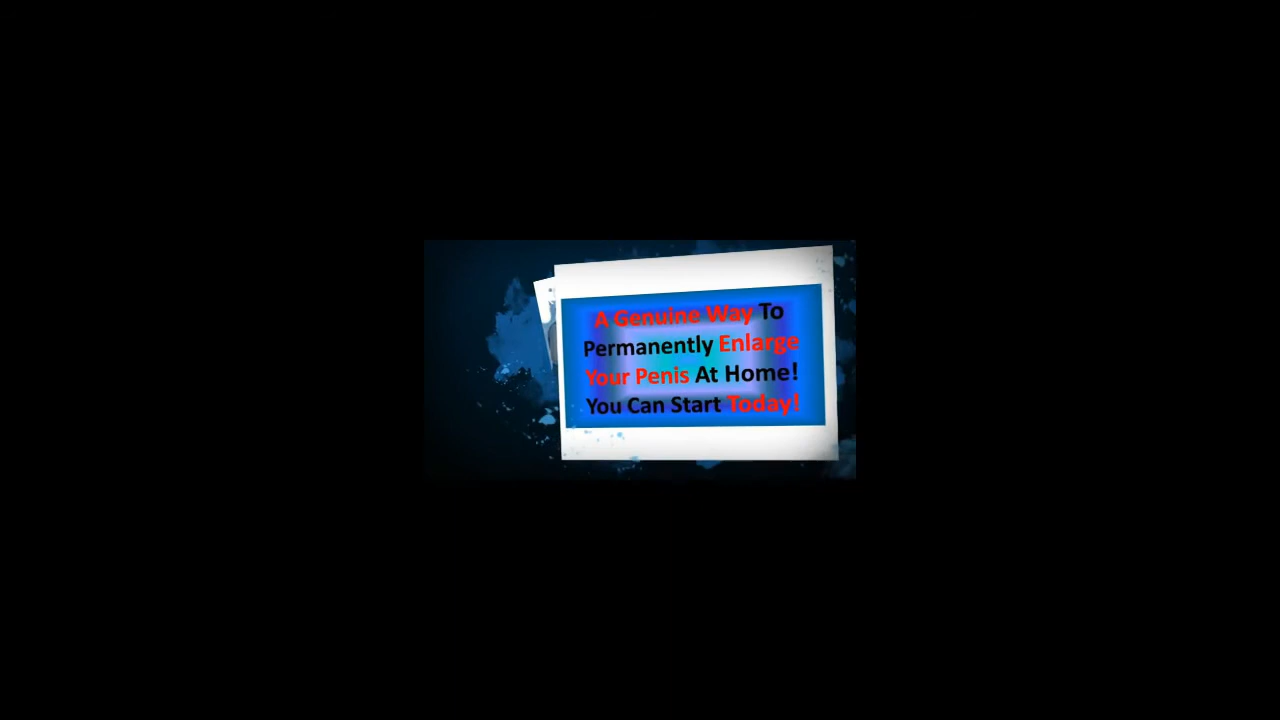 A Genuine Way To
Permanently Enlarge
Your Penis At Home!
You Can Start Today!